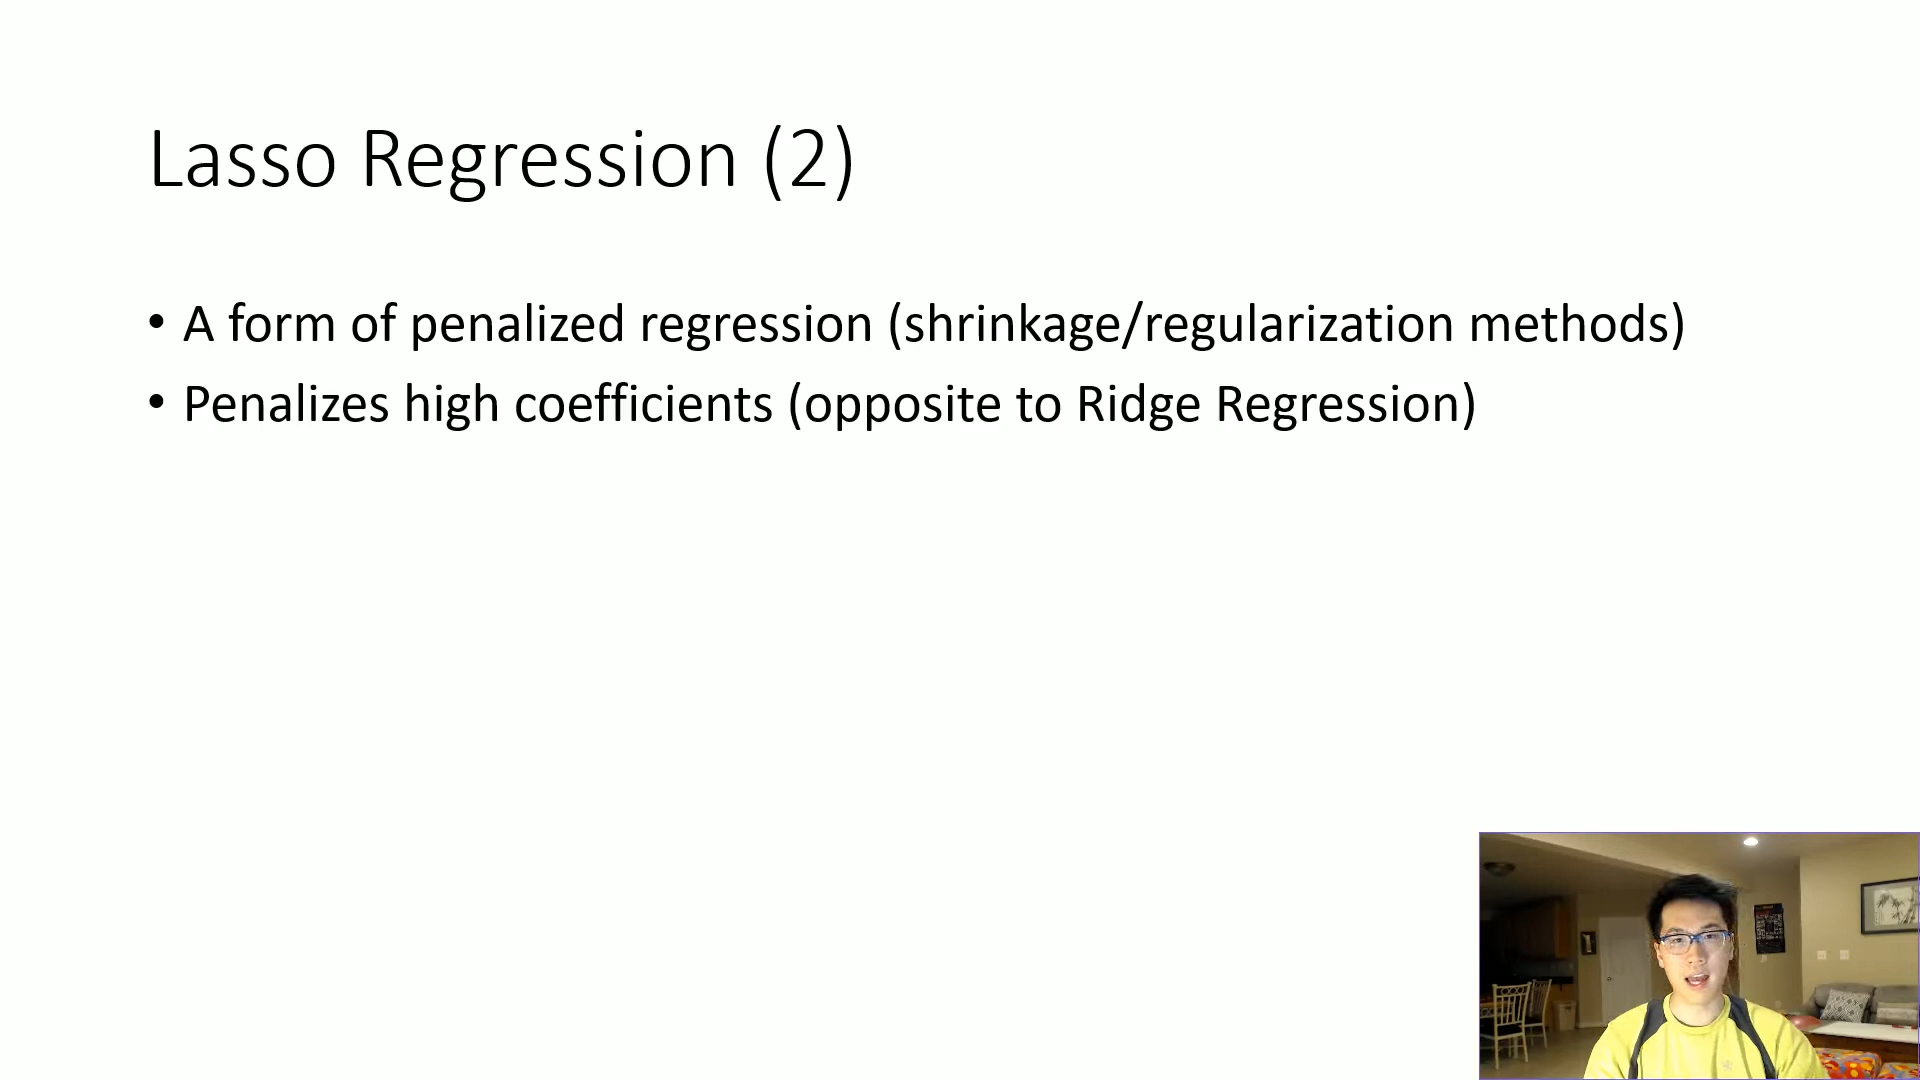 Lasso Regression (2)
• A form of penalized regression (shrinkage/regularization methods)
• Penalizes high coefficients (opposite to Ridge Regression)